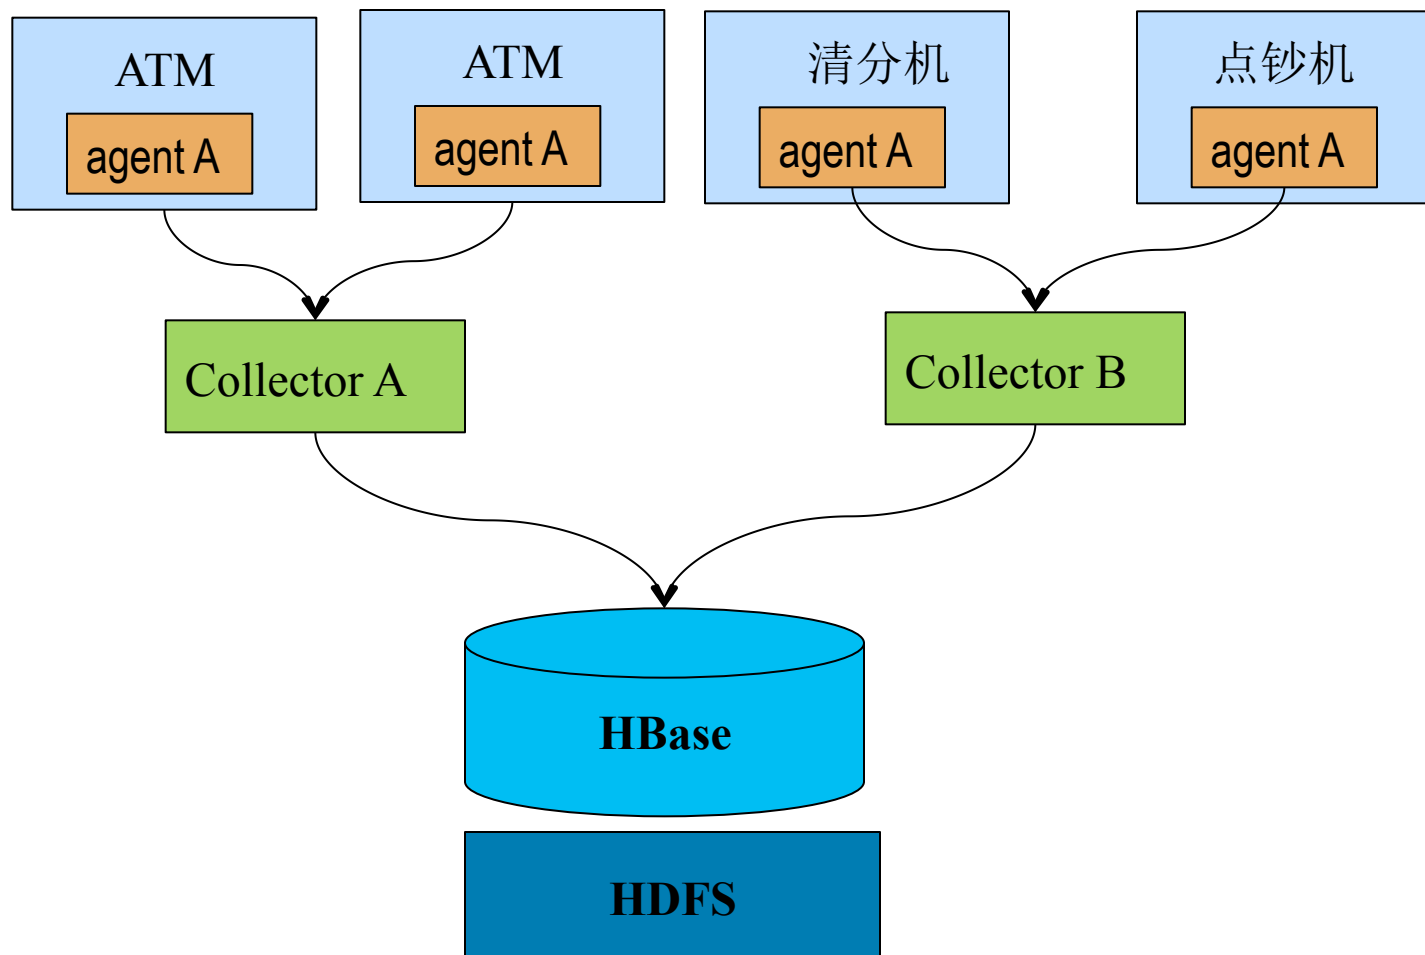 ATM
ATM
清分机
点钞机
agent A
agent A
agent A
agent A
Collector A
Collector B
HBase
HDFS